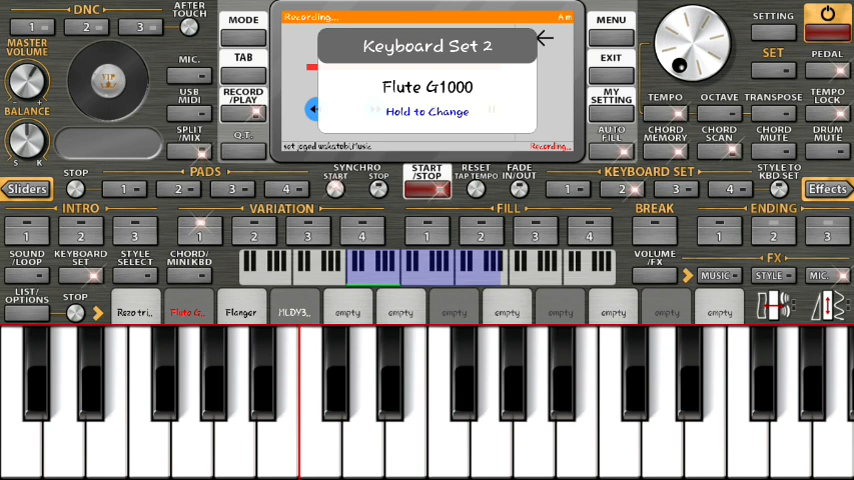 DNC
1 2 3
AFTER TOUCH
MASTER VOLUME
BALANCE
S K
VIP
MIC.
USB MIDI
SPLIT /MIX
MODE
TAB
RECORD /PLAY
Q.T.
Recording... Am
Keyboard Set 2
Flute G1000
Hold to Change
Recording...
MENU
EXIT
MY SETTING
AUTO FILL
SETTING
SET
PEDAL
TEMPO OCTAVE TRANSPOSE TEMPO LOCK
CHORD MEMORY CHORD SCAN CHORD MUTE DRUM MUTE
Sliders
STOP
PADS
1 2 3 4
SYNCHRO
START STOP
START /STOP
RESET
TAP TEMPO
FADE IN/OUT
KEYBOARD SET
1 2 3 4
STYLE TO KBD SET
Effects
INTRO VARIATION FILL BREAK ENDING
1 2 3 1 2 3 4 1 2 3 4 1 2 3
SOUND /LOOP
KEYBOARD SET
STYLE SELECT
CHORD/ MINI KBD
VOLUME /FX
FX
MUSIC STYLE MIC.
LIST/ OPTIONS
STOP
Rezo tri.. Flute G.. Flanger MLDY3.. empty empty empty empty empty empty empty empty